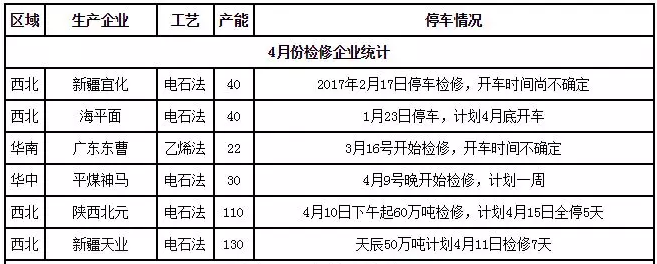 区域 生产企业 工艺 产能 停车情况
4月份检修企业统计
西北 新疆宜化 电石法 40 2017年2月17日停车检修，开车时间尚不确定
西北 海平面 电石法 40 1月23日停车，计划4月底开车
华南 广东东曹 乙烯法 22 3月16号开始检修，开车时间不确定
华中 平煤神马 电石法 30 4月9号晚开始检修，计划一周
西北 陕西北元 电石法 110 4月10日下午起60万吨检修，计划4月15日全停5天
西北 新疆天业 电石法 130 天辰50万吨计划4月11日检修7天